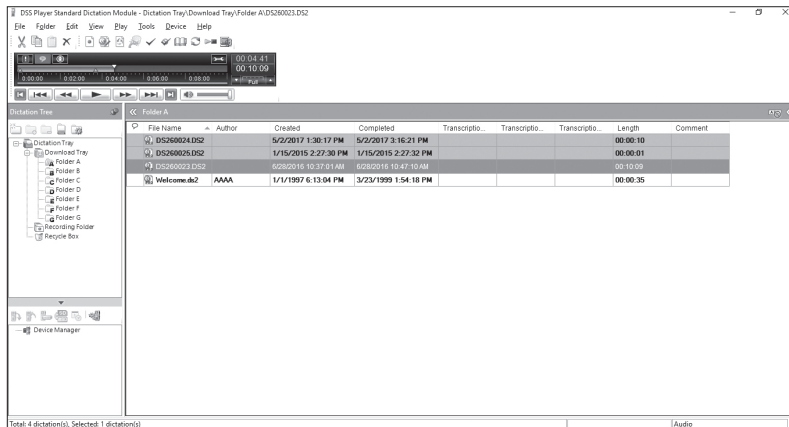 DSS Player Standard Dictation Module - Dictation Tray\Download Tray\Folder A\DS260023.DS2
File Folder Edit View Play Tools Device Help
00:04:41
00:10:09
0:00:00 0:02:00 0:04:00 0:06:00 0:08:00 Full
Dictation Tree Folder A
File Name Author Created Completed Transcriptio... Transcriptio... Transcriptio... Length Comment
DS260024.DS2 5/2/2017 1:30:17 PM 5/2/2017 3:16:21 PM 00:00:10
DS260025.DS2 1/15/2015 2:27:30 PM 1/15/2015 2:27:32 PM 00:00:01
DS260023.DS2 6/28/2016 10:37:01 AM 6/28/2016 10:47:10 AM 00:10:09
Welcome.ds2 AAAA 1/1/1997 6:13:04 PM 3/23/1999 1:54:18 PM 00:00:35
Dictation Tray
Download Tray
A Folder A
B Folder B
C Folder C
D Folder D
E Folder E
F Folder F
G Folder G
Recording Folder
Recycle Box
Device Manager
Total: 4 dictation(s), Selected: 1 dictation(s) Audio